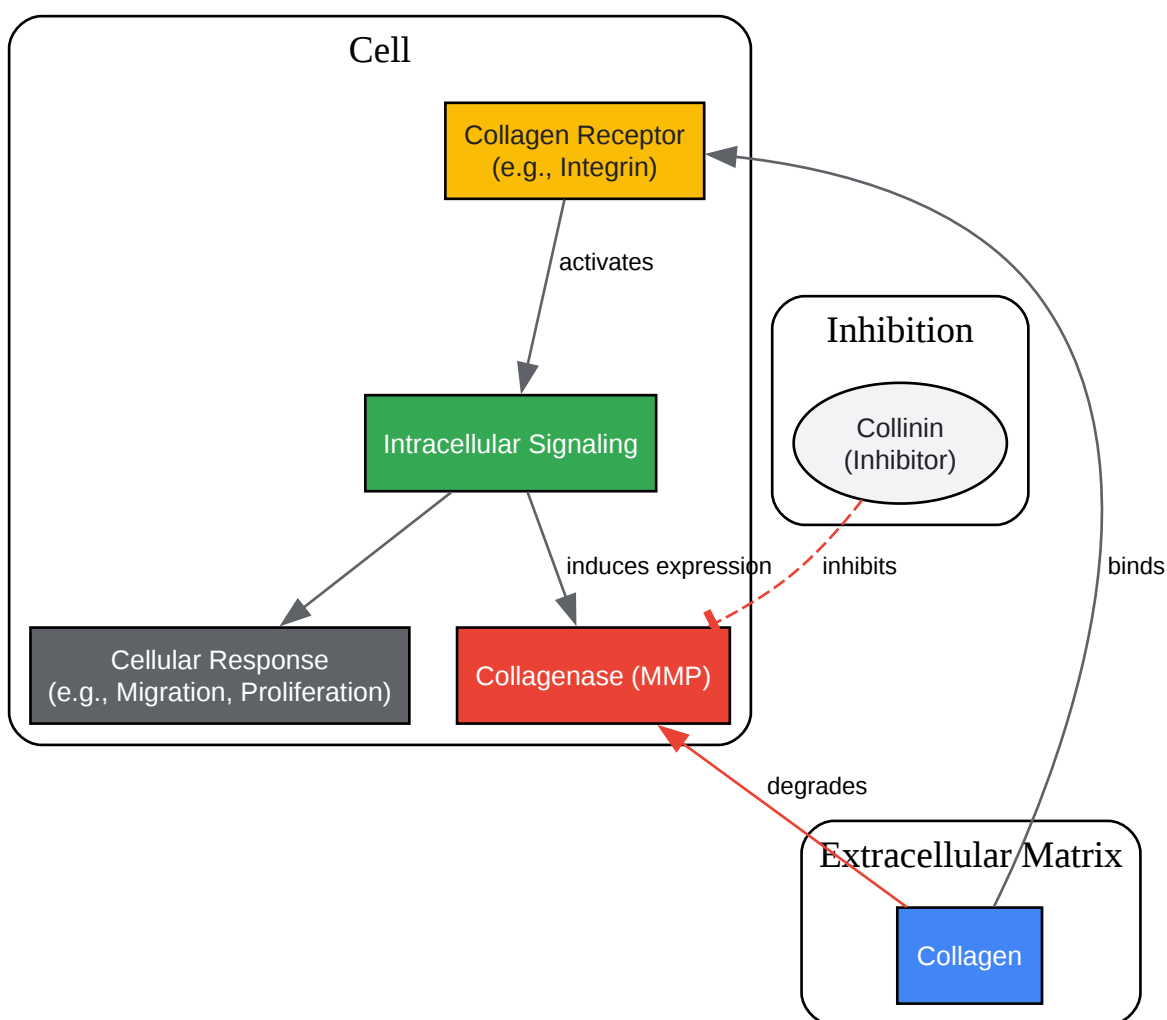 Cell
Collagen Receptor
(e.g., Integrin)
activates
Inhibition
Collinin
(Inhibitor)
Intracellular Signaling
induces expression
inhibits
binds
Cellular Response
(e.g., Migration, Proliferation)
Collagenase (MMP)
degrades
Extracellular Matrix
Collagen